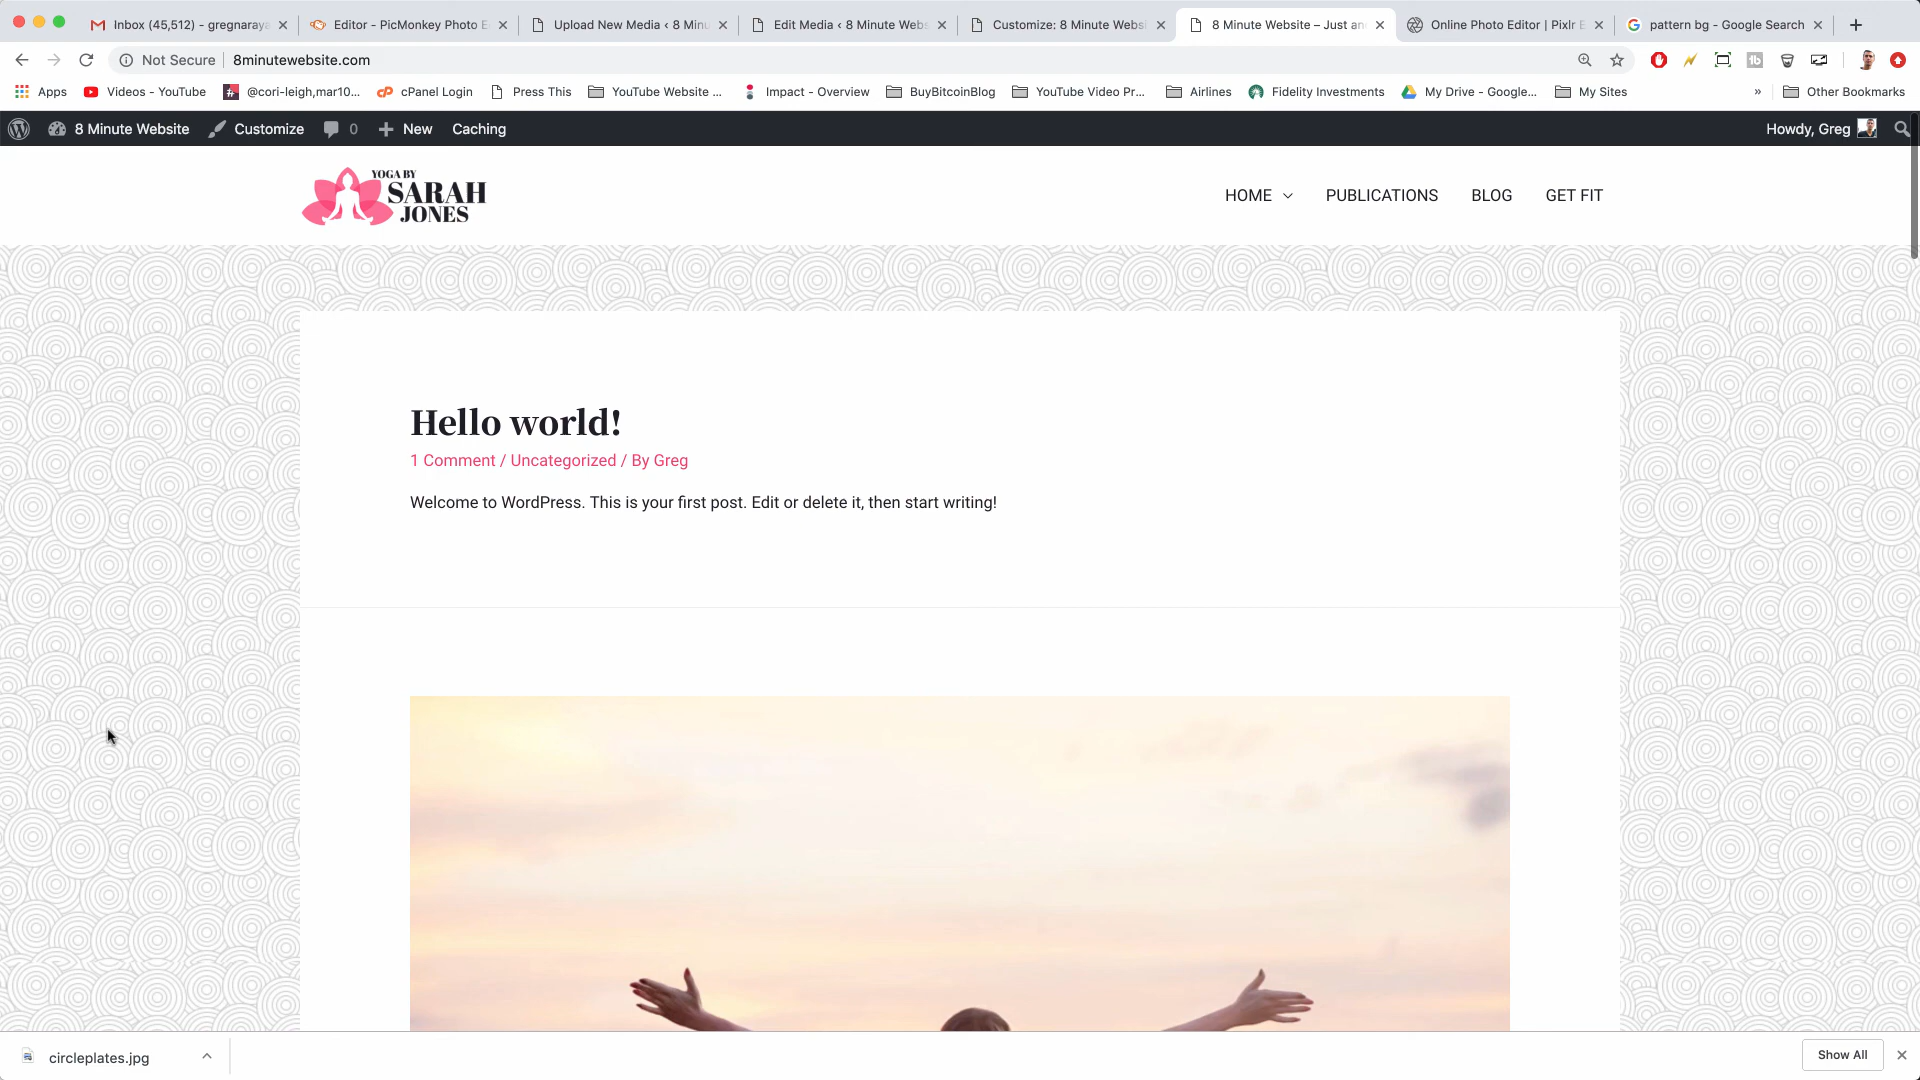 Inbox (45,512) - gregnaraya
Editor - PicMonkey Photo E
Upload New Media ‹ 8 Minu
Edit Media ‹ 8 Minute Webs
Customize: 8 Minute Websi
8 Minute Website – Just an
Online Photo Editor | Pixlr E
pattern bg - Google Search
Not Secure
8minutewebsite.com
Apps
Videos - YouTube
@cori-leigh,mar10...
cPanel Login
Press This
YouTube Website ...
Impact - Overview
BuyBitcoinBlog
YouTube Video Pr...
Airlines
Fidelity Investments
My Drive - Google...
My Sites
»
Other Bookmarks
8 Minute Website
Customize
0
New
Caching
Howdy, Greg
YOGA BY
SARAH
JONES
HOME
PUBLICATIONS
BLOG
GET FIT
Hello world!
1 Comment / Uncategorized / By Greg
Welcome to WordPress. This is your first post. Edit or delete it, then start writing!
circleplates.jpg
Show All